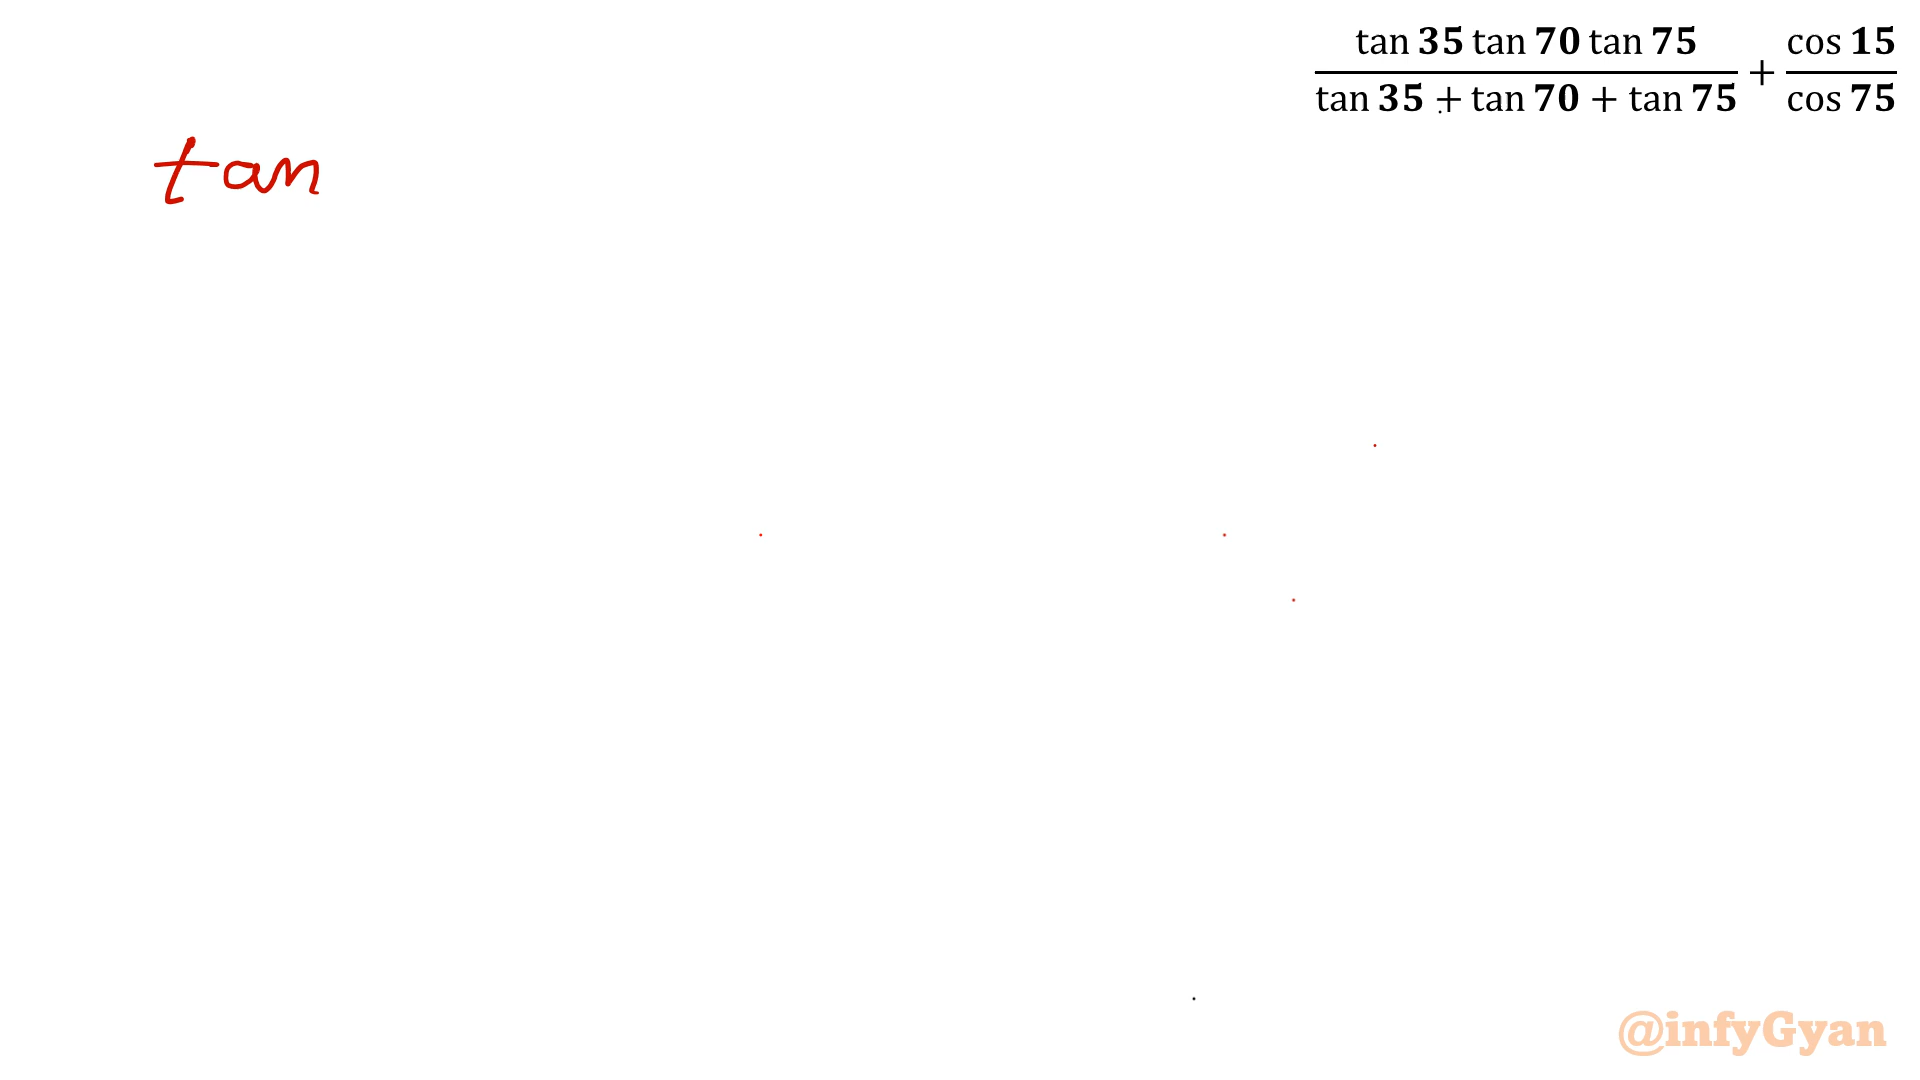 tan 35 tan 70 tan 75
tan 35 + tan 70 + tan 75
+
cos 15
cos 75
tan
@infyGyan